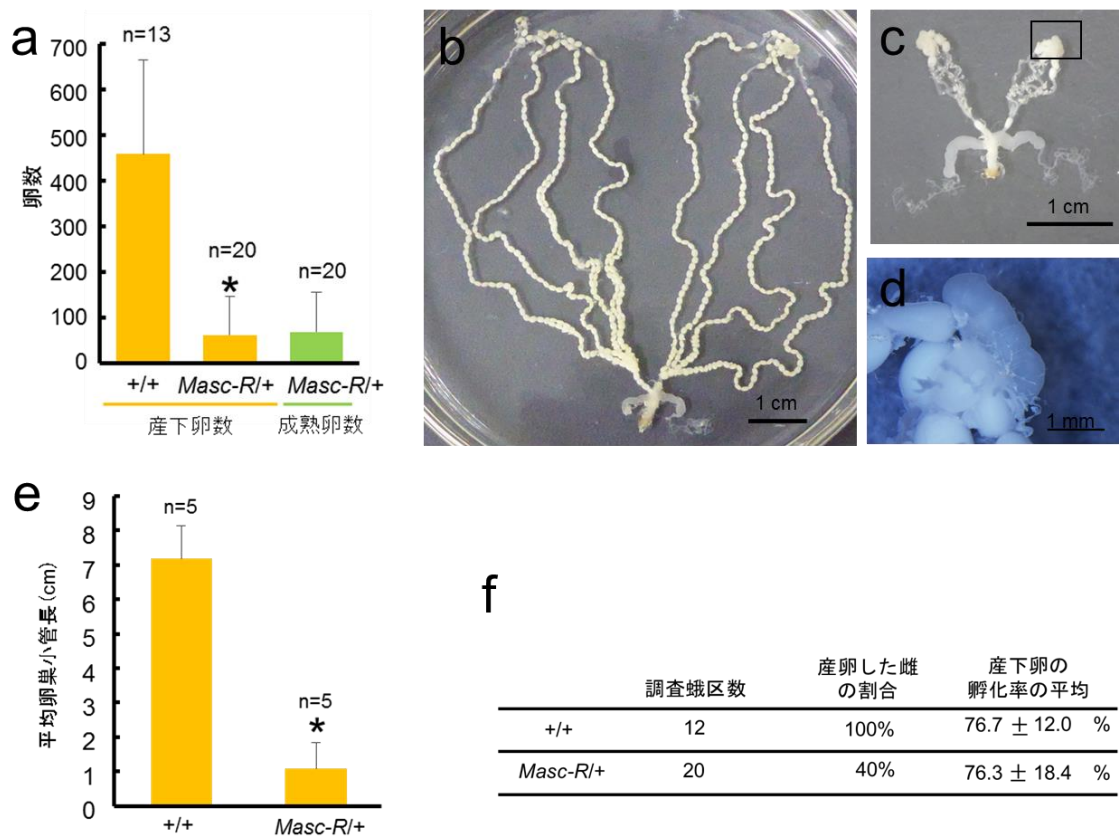 a
700
600
500
400
300
200
100
0
卵数
n=13
n=20
*
n=20
+/+
Masc-R/+
Masc-R/+
産下卵数
成熟卵数
b
1 cm
c
1 cm
d
1 mm
e
9
8
7
6
5
4
3
2
1
0
平均卵巣小管長(cm)
n=5
n=5
*
+/+
Masc-R/+
f
調査蛾区数 産卵した雌の割合 産下卵の孵化率の平均
+/+ 12 100% 76.7 ± 12.0 %
Masc-R/+ 20 40% 76.3 ± 18.4 %